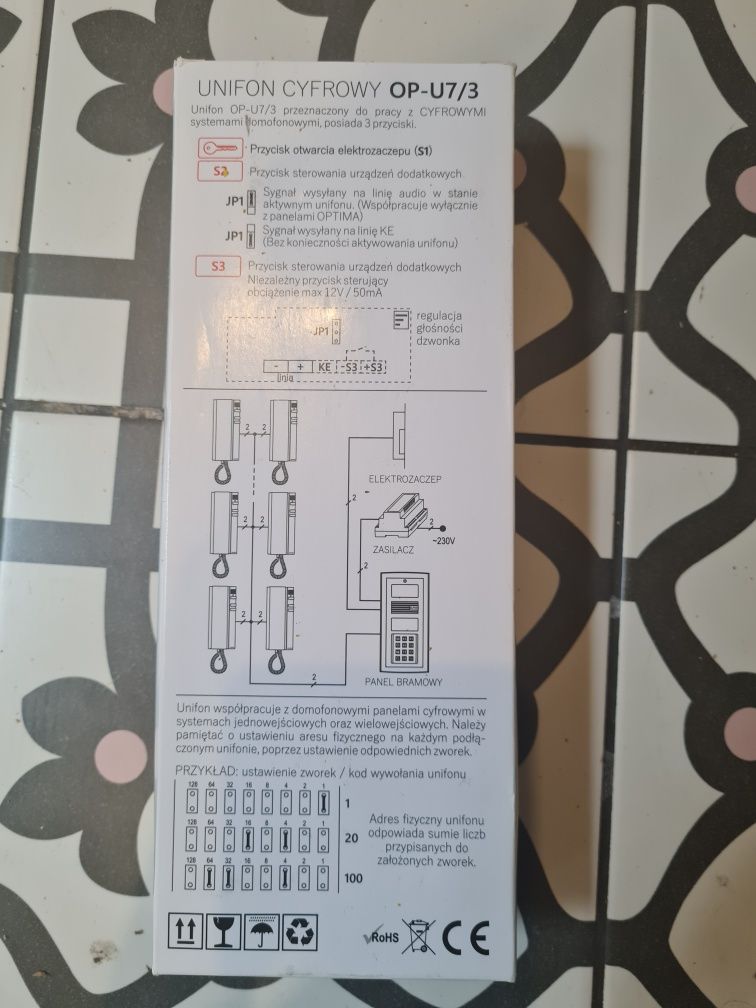 UNIFON CYFROWY OP-U7/3
Unifon OP-U7/3 przeznaczony do pracy z CYFROWYMI
systemami domofonowymi, posiada 3 przyciski.
Przycisk otwarcia elektrozaczepu (S1)
S2 Przycisk sterowania urządzeń dodatkowych
JP1 Sygnał wysyłany na linię audio w stanie
aktywnym unifonu. (Współpracuje wyłącznie
z panelami OPTIMA)
JP1 Sygnał wysyłany na linię KE
(Bez konieczności aktywowania unifonu)
S3 Przycisk sterowania urządzeń dodatkowych
Niezależny przycisk sterujący
obciążenie max 12V / 50mA
JP1
regulacja
głośności
dzwonka
- + KE -S3 +S3
linia
2 2
ELEKTROZACZEP
2
2 2
2
~230V
ZASILACZ
2
2 2
PANEL BRAMOWY
2
Unifon współpracuje z domofonowymi panelami cyfrowymi w
systemach jednowejściowych oraz wielowejściowych. Należy
pamiętać o ustawieniu aresu fizycznego na każdym podłą-
czonym unifonie, poprzez ustawienie odpowiednich zworek.
PRZYKŁAD: ustawienie zworek / kod wywołania unifonu
128 64 32 16 8 4 2 1
1
128 64 32 16 8 4 2 1
20
128 64 32 16 8 4 2 1
100
Adres fizyczny unifonu
odpowiada sumie liczb
przypisanych do
założonych zworek.
RoHS CE